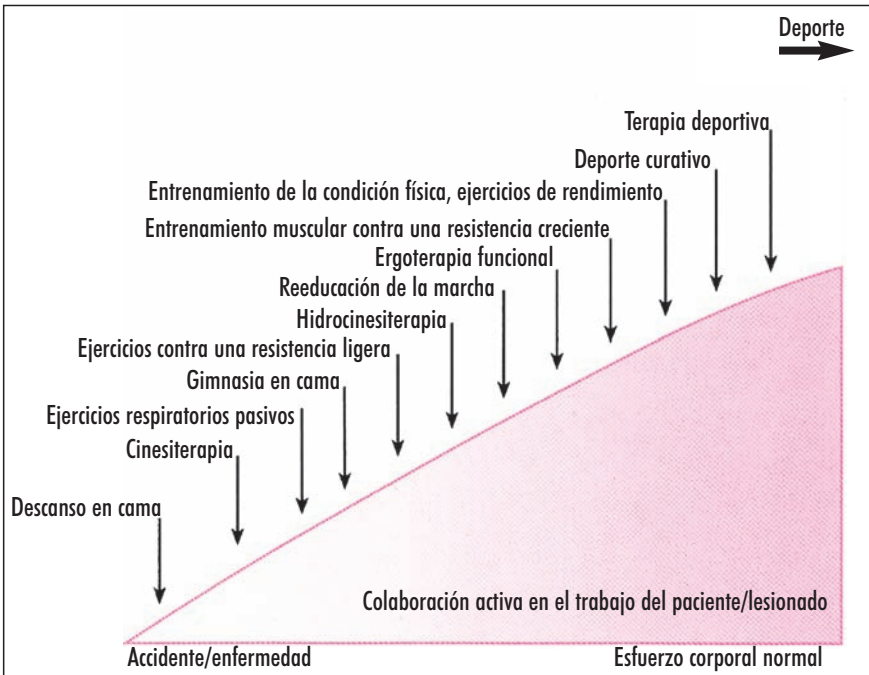 Deporte
Terapia deportiva
Deporte curativo
Entrenamiento de la condición física, ejercicios de rendimiento
Entrenamiento muscular contra una resistencia creciente
Ergoterapia funcional
Reeducación de la marcha
Hidrocinesiterapia
Ejercicios contra una resistencia ligera
Gimnasia en cama
Ejercicios respiratorios pasivos
Cinesiterapia
Descanso en cama
Colaboración activa en el trabajo del paciente/lesionado
Accidente/enfermedad
Esfuerzo corporal normal